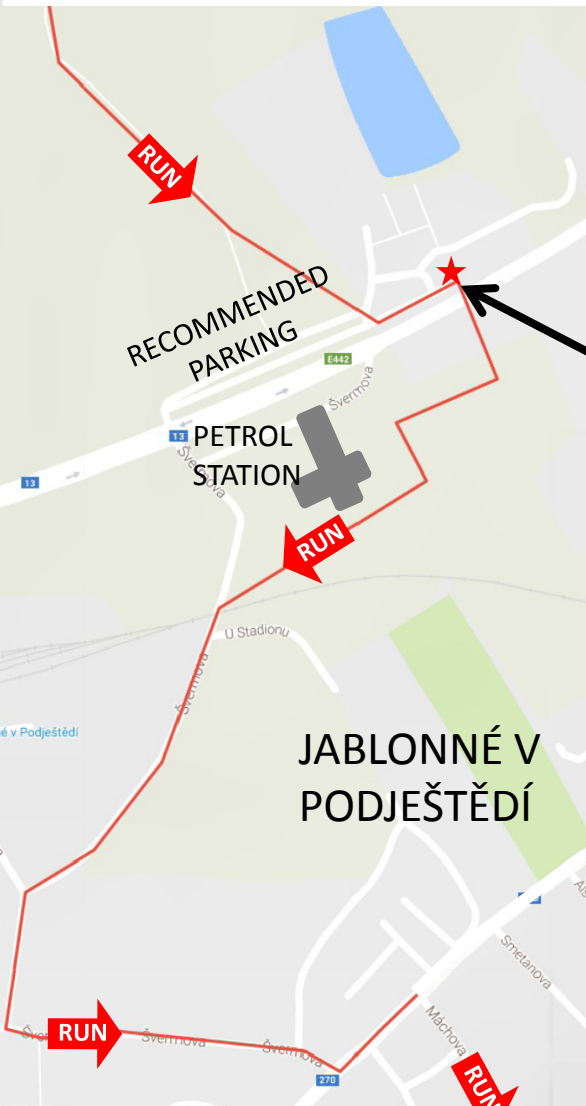 RUN
RECOMMENDED
PARKING
E442
Švermova
13
PETROL
STATION
Švermova
13
RUN
U Stadionu
Švermova
é v Podještědí
JABLONNÉ V
PODJEŠTĚDÍ
Smetanova
Máchova
RUN
Švermova
Švermova
270
RUN